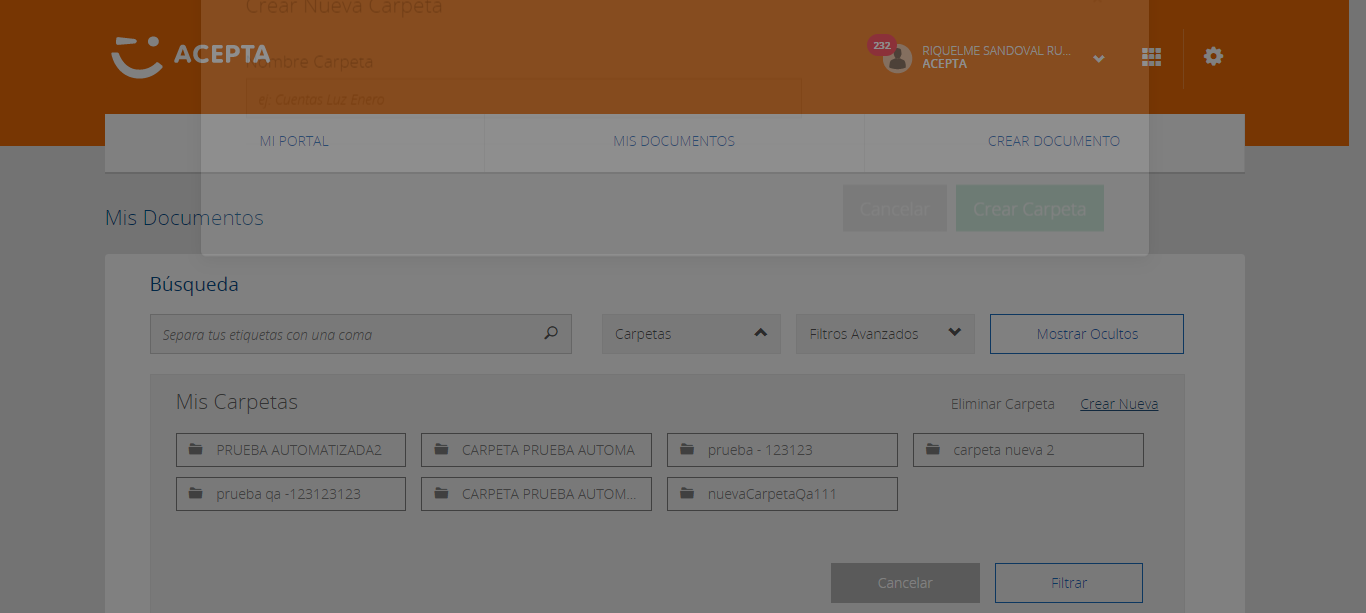 Crear Nueva Carpeta
ACEPTA
Nombre Carpeta
232
RIQUELME SANDOVAL RU...
ACEPTA
ej: Cuentas Luz Enero
MI PORTAL
MIS DOCUMENTOS
CREAR DOCUMENTO
Cancelar
Crear Carpeta
Mis Documentos
Búsqueda
Separa tus etiquetas con una coma
Carpetas
Filtros Avanzados
Mostrar Ocultos
Mis Carpetas
Eliminar Carpeta
Crear Nueva
PRUEBA AUTOMATIZADA2
CARPETA PRUEBA AUTOMA
prueba - 123123
carpeta nueva 2
prueba qa -123123123
CARPETA PRUEBA AUTOM...
nuevaCarpetaQa111
Cancelar
Filtrar